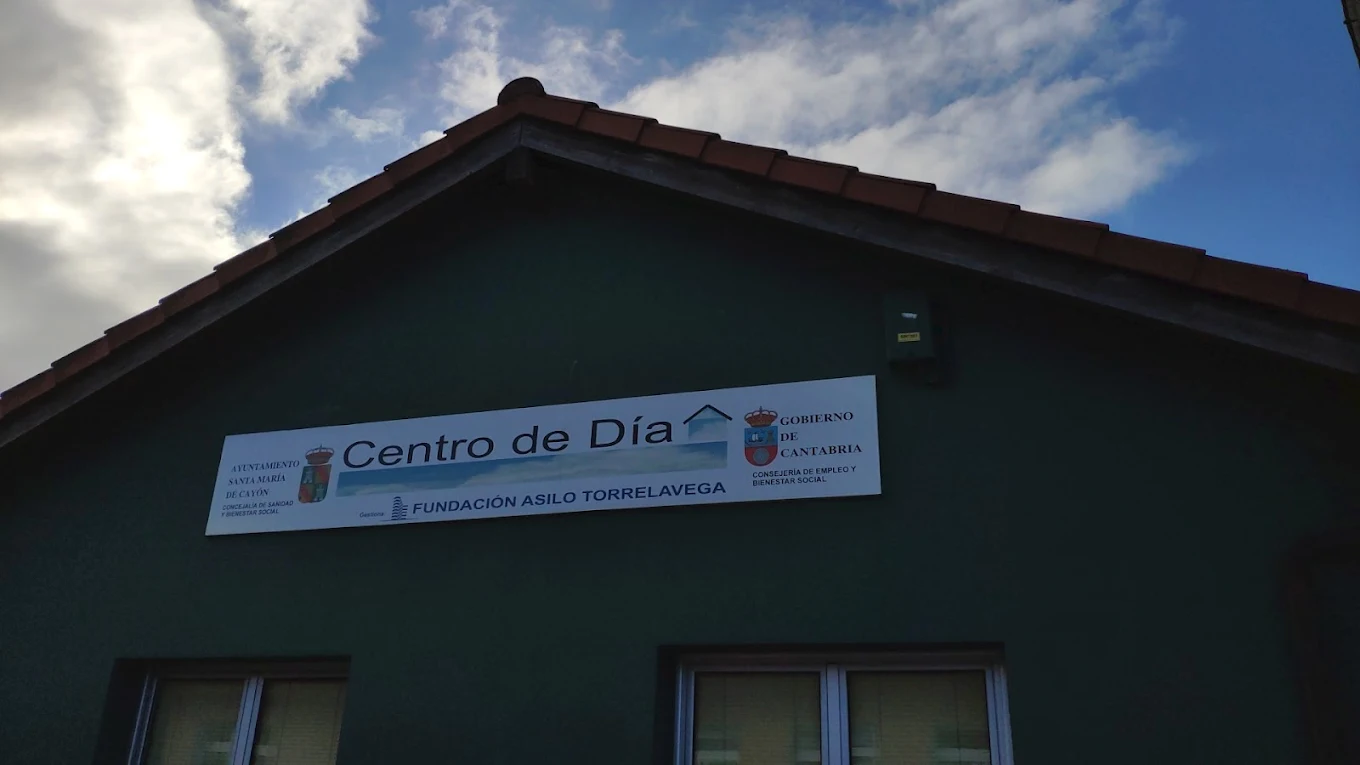 AYUNTAMIENTO
SANTA MARÍA
DE CAYÓN
CONCEJALIA DE SANIDAD
Y BIENESTAR SOCIAL
Centro de Día
Gestiona:
FUNDACIÓN ASILO TORRELAVEGA
GOBIERNO
DE
CANTABRIA
CONSEJERÍA DE EMPLEO Y
BIENESTAR SOCIAL